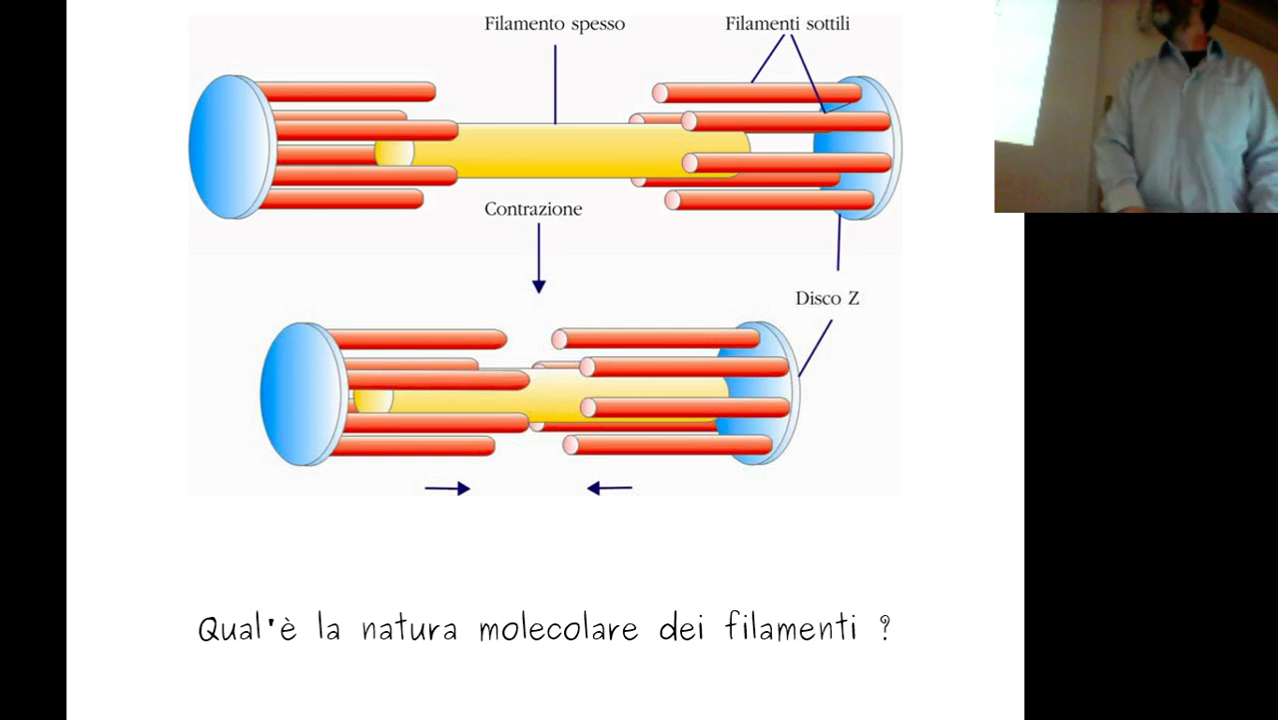 Filamento spesso
Filamenti sottili
Contrazione
Disco Z
Qual'è la natura molecolare dei filamenti ?